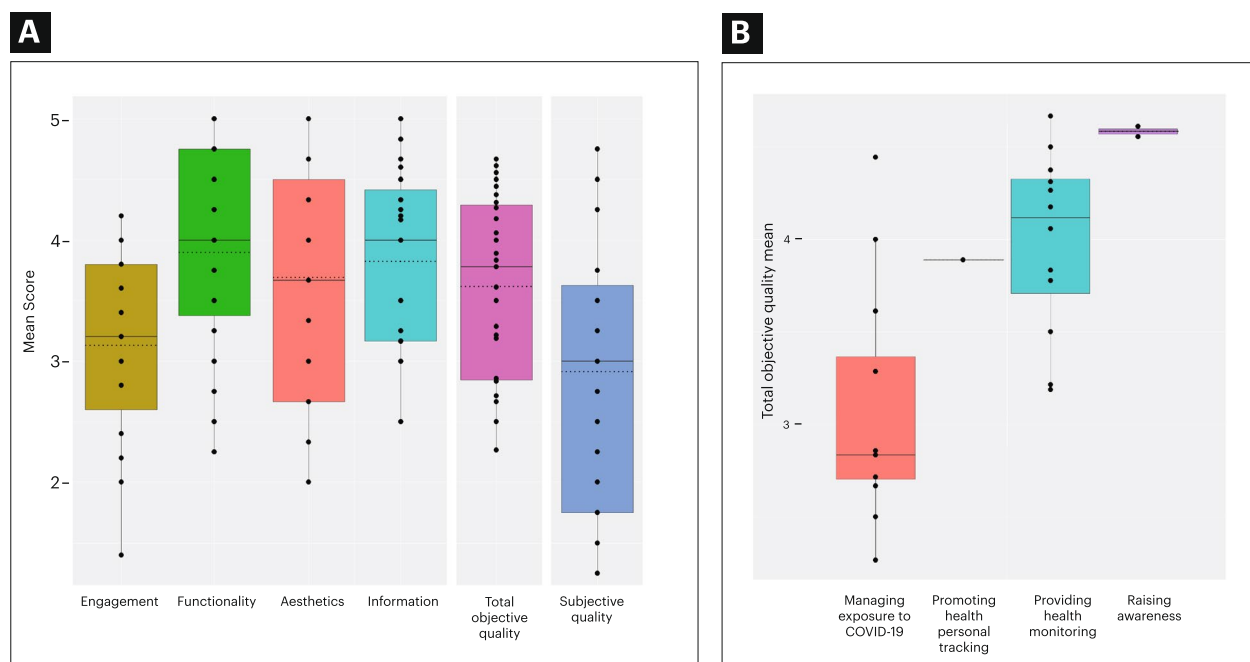 A
Mean Score
5
4
3
2
Engagement
Functionality
Aesthetics
Information
Total
objective
quality
Subjective
quality
B
Total objective quality mean
4
3
Managing
exposure to
COVID-19
Promoting
health
personal
tracking
Providing
health
monitoring
Raising
awareness